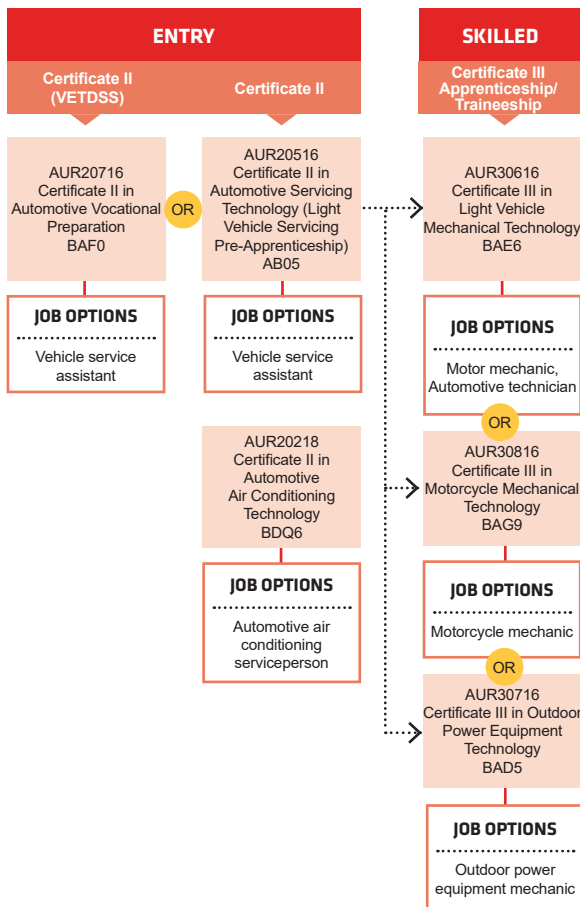 ENTRY
SKILLED
Certificate II
(VETDSS)
Certificate II
Certificate III
Apprenticeship/
Traineeship
AUR20716
Certificate II in
Automotive Vocational
Preparation
BAF0
OR
AUR20516
Certificate II in
Automotive Servicing
Technology (Light
Vehicle Servicing
Pre-Apprenticeship)
AB05
AUR30616
Certificate III in
Light Vehicle
Mechanical Technology
BAE6
JOB OPTIONS
Vehicle service
assistant
JOB OPTIONS
Vehicle service
assistant
JOB OPTIONS
Motor mechanic,
Automotive technician
OR
AUR20218
Certificate II in
Automotive
Air Conditioning
Technology
BDQ6
AUR30816
Certificate III in
Motorcycle Mechanical
Technology
BAG9
JOB OPTIONS
Automotive air
conditioning
serviceperson
JOB OPTIONS
Motorcycle mechanic
OR
AUR30716
Certificate III in Outdoor
Power Equipment
Technology
BAD5
JOB OPTIONS
Outdoor power
equipment mechanic